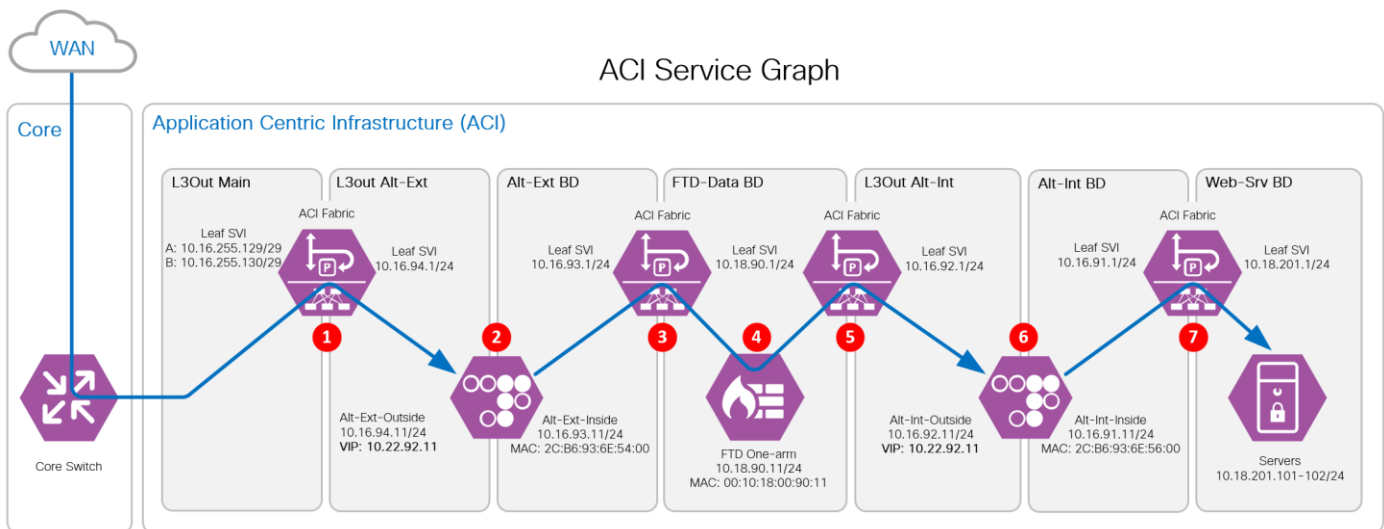 WAN
ACI Service Graph
Core
Application Centric Infrastructure (ACI)
L3Out Main
L3out Alt-Ext
Alt-Ext BD
FTD-Data BD
L3Out Alt-Int
Alt-Int BD
Web-Srv BD
ACI Fabric
ACI Fabric
ACI Fabric
ACI Fabric
Leaf SVI
A: 10.16.255.129/29
B: 10.16.255.130/29
Leaf SVI
10.16.94.1/24
Leaf SVI
10.16.93.1/24
Leaf SVI
10.18.90.1/24
Leaf SVI
10.16.92.1/24
Leaf SVI
10.16.91.1/24
Leaf SVI
10.18.201.1/24
P
P
P
P
1
2
3
4
5
6
7
Core Switch
Alt-Ext-Outside
10.16.94.11/24
VIP: 10.22.92.11
Alt-Ext-Inside
10.16.93.11/24
MAC: 2C:B6:93:6E:54:00
FTD One-arm
10.18.90.11/24
MAC: 00:10:18:00:90:11
Alt-Int-Outside
10.16.92.11/24
VIP: 10.22.92.11
Alt-Int-Inside
10.16.91.11/24
MAC: 2C:B6:93:6E:56:00
Servers
10.18.201.101-102/24